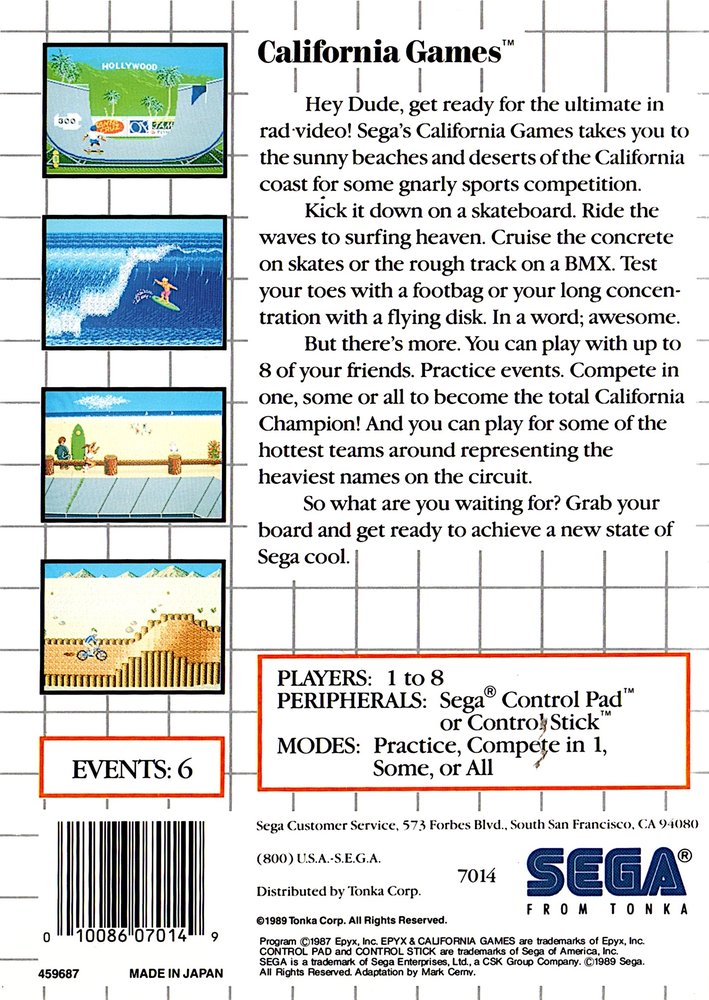 California Games™
Hey Dude, get ready for the ultimate in
rad video! Sega's California Games takes you to
the sunny beaches and deserts of the California
coast for some gnarly sports competition.
Kick it down on a skateboard. Ride the
waves to surfing heaven. Cruise the concrete
on skates or the rough track on a BMX. Test
your toes with a footbag or your long concen-
tration with a flying disk. In a word; awesome.
But there's more. You can play with up to
8 of your friends. Practice events. Compete in
one, some or all to become the total California
Champion! And you can play for some of the
hottest teams around representing the
heaviest names on the circuit.
So what are you waiting for? Grab your
board and get ready to achieve a new state of
Sega cool.
HOLLYWOOD
300
SANTA
CRUZ
PLAYERS: 1 to 8
PERIPHERALS: Sega® Control Pad™
or Control Stick™
MODES: Practice, Compete in 1,
Some, or All
EVENTS: 6
Sega Customer Service, 573 Forbes Blvd., South San Francisco, CA 94080
(800) U.S.A.-S.E.G.A.
7014
Distributed by Tonka Corp.
SEGA®
FROM TONKA
©1989 Tonka Corp. All Rights Reserved.
Program ©1987 Epyx, Inc. EPYX & CALIFORNIA GAMES are trademarks of Epyx, Inc.
CONTROL PAD and CONTROL STICK are trademarks of Sega of America, Inc.
SEGA is a trademark of Sega Enterprises, Ltd., a CSK Group Company. ©1989 Sega.
All Rights Reserved. Adaptation by Mark Cerny.
0 10086 07014 9
459687
MADE IN JAPAN